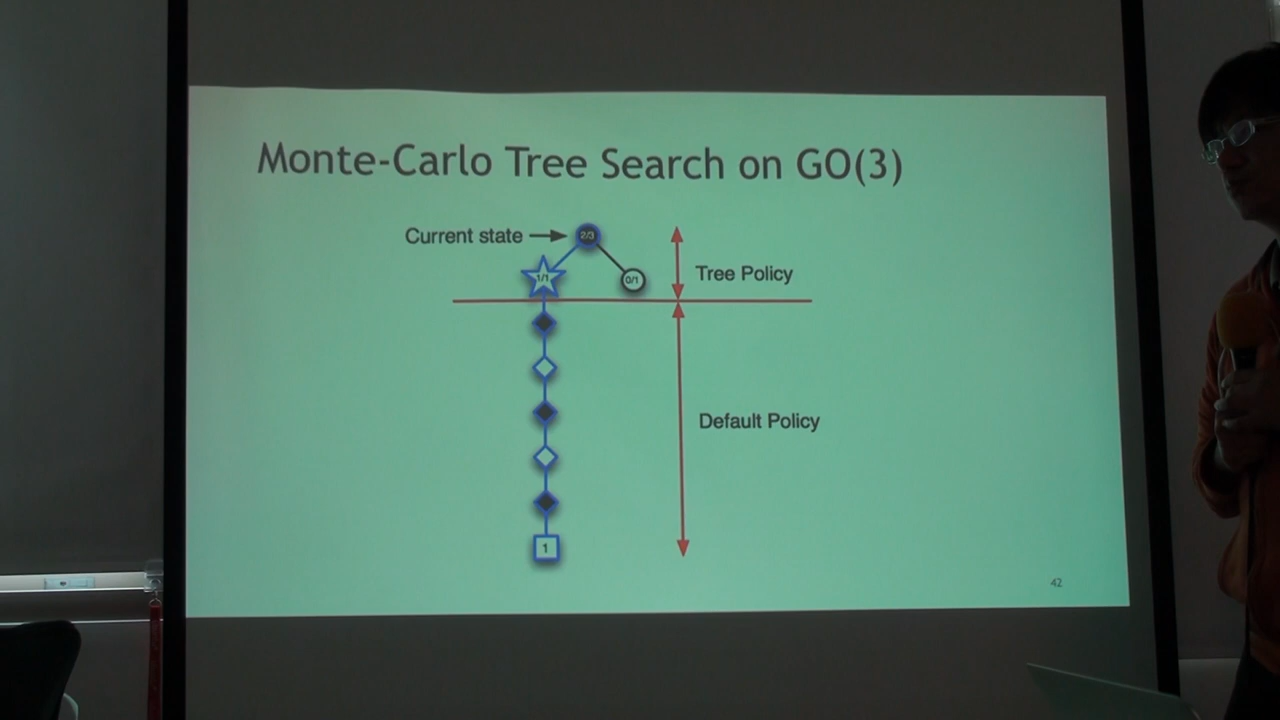 Monte-Carlo Tree Search on GO(3)
Current state
2/3
1/1
0/1
Tree Policy
Default Policy
1
42